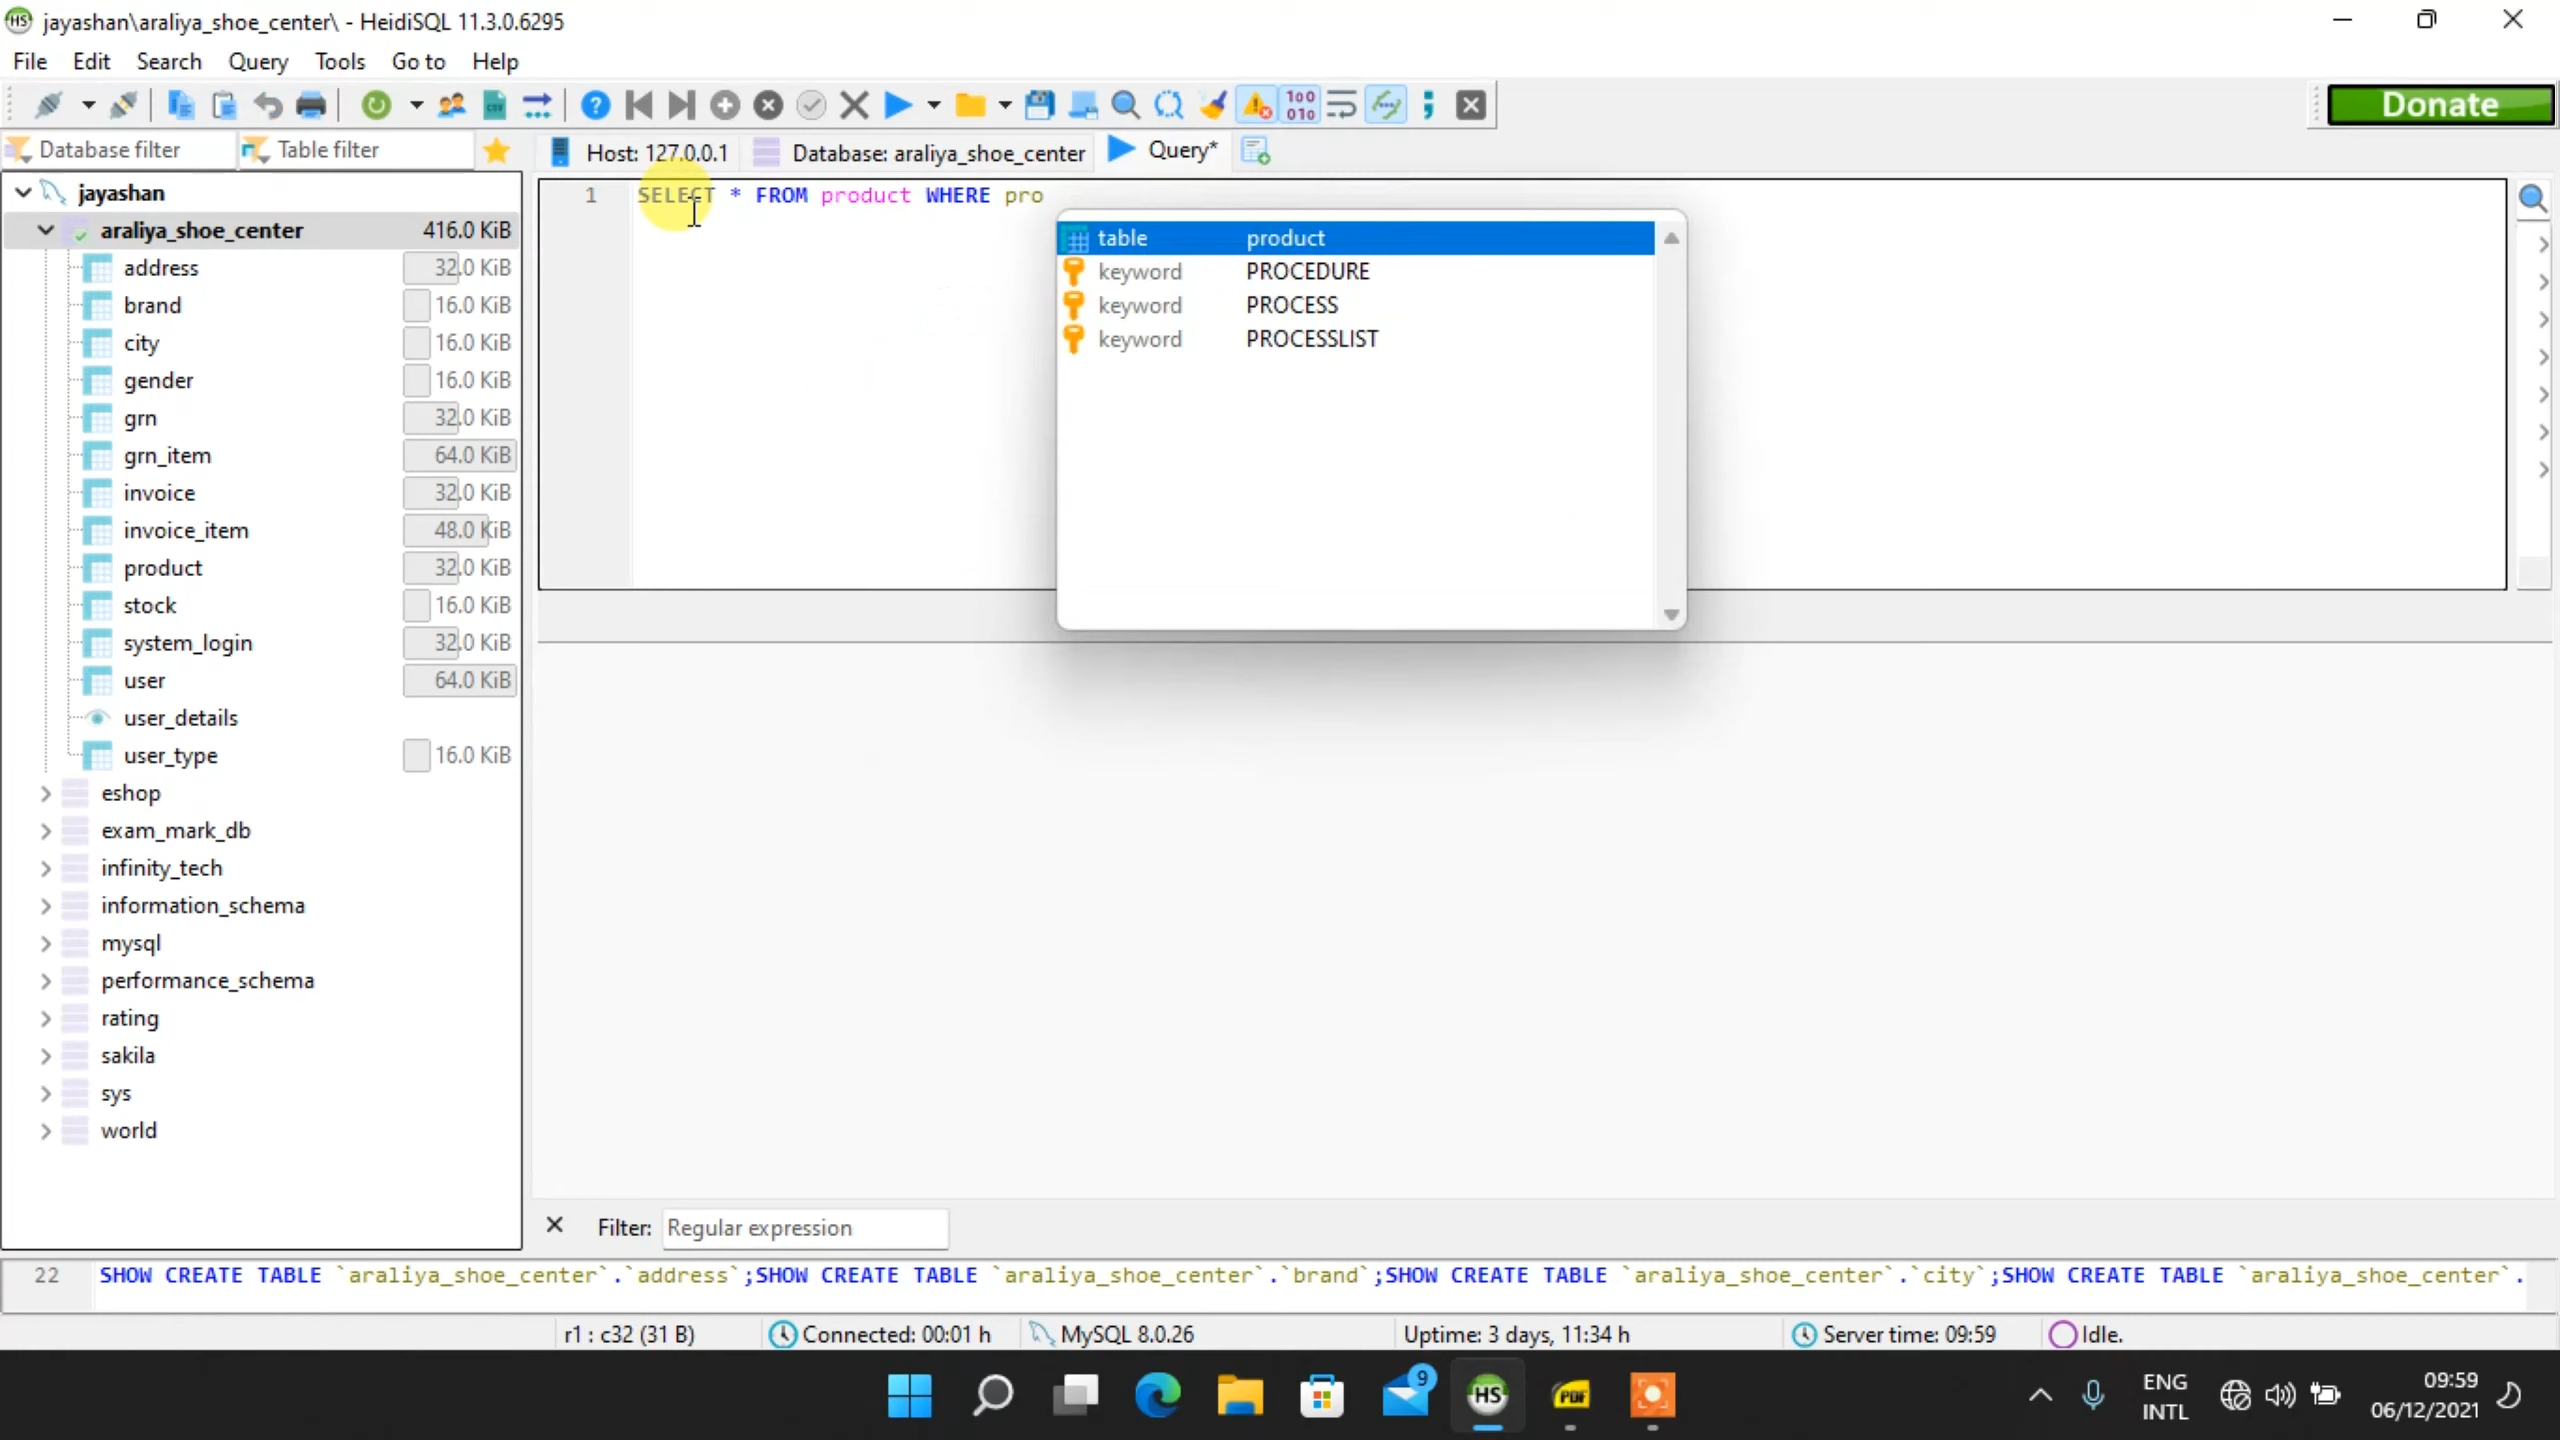 jayashan\araliya_shoe_center\ - HeidiSQL 11.3.0.6295
File Edit Search Query Tools Go to Help
Donate
Database filter
Table filter
Host: 127.0.0.1
Database: araliya_shoe_center
Query*
jayashan
araliya_shoe_center 416.0 KiB
address 32.0 KiB
brand 16.0 KiB
city 16.0 KiB
gender 16.0 KiB
grn 32.0 KiB
grn_item 64.0 KiB
invoice 32.0 KiB
invoice_item 48.0 KiB
product 32.0 KiB
stock 16.0 KiB
system_login 32.0 KiB
user 64.0 KiB
user_details
user_type 16.0 KiB
eshop
exam_mark_db
infinity_tech
information_schema
mysql
performance_schema
rating
sakila
sys
world
1 SELECT * FROM product WHERE pro
table product
keyword PROCEDURE
keyword PROCESS
keyword PROCESSLIST
Filter: Regular expression
22 SHOW CREATE TABLE `araliya_shoe_center`.`address`;SHOW CREATE TABLE `araliya_shoe_center`.`brand`;SHOW CREATE TABLE `araliya_shoe_center`.`city`;SHOW CREATE TABLE `araliya_shoe_center`.
r1 : c32 (31 B) Connected: 00:01 h MySQL 8.0.26 Uptime: 3 days, 11:34 h Server time: 09:59 Idle.
9
HS
PDF
ENG
INTL
09:59
06/12/2021